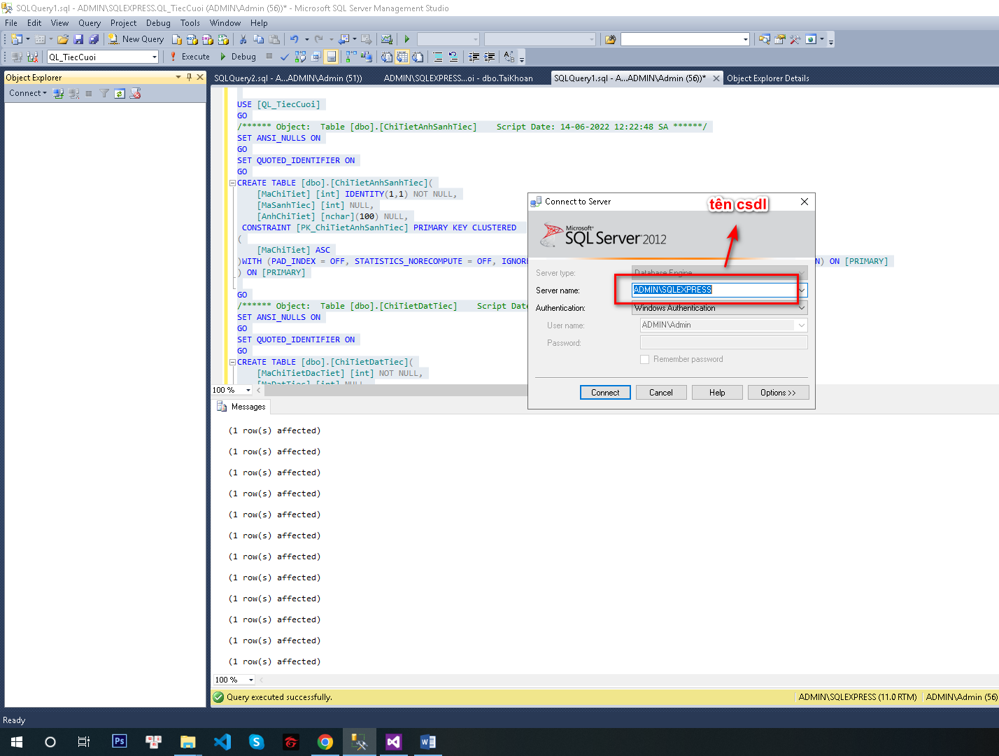 SQLQuery1.sql - ADMIN\SQLEXPRESS.QL_TiecCuoi (ADMIN\Admin (56))* - Microsoft SQL Server Management Studio
File Edit View Query Project Debug Tools Window Help
New Query
QL_TiecCuoi
Execute
Debug
Object Explorer
Connect
SQLQuery2.sql - A...ADMIN\Admin (51))
ADMIN\SQLEXPRESS...oi - dbo.TaiKhoan
SQLQuery1.sql - A...ADMIN\Admin (56))*
Object Explorer Details
USE [QL_TiecCuoi]
GO
/****** Object:  Table [dbo].[ChiTietAnhSanhTiec]    Script Date: 14-06-2022 12:22:48 SA ******/
SET ANSI_NULLS ON
GO
SET QUOTED_IDENTIFIER ON
GO
CREATE TABLE [dbo].[ChiTietAnhSanhTiec](
[MaChiTiet] [int] IDENTITY(1,1) NOT NULL,
[MaSanhTiec] [int] NULL,
[AnhChiTiet] [nchar](100) NULL,
CONSTRAINT [PK_ChiTietAnhSanhTiec] PRIMARY KEY CLUSTERED
(
[MaChiTiet] ASC
)WITH (PAD_INDEX = OFF, STATISTICS_NORECOMPUTE = OFF, IGNORE N) ON [PRIMARY]
) ON [PRIMARY]
GO
/****** Object:  Table [dbo].[ChiTietDatTiec]    Script Date
SET ANSI_NULLS ON
GO
SET QUOTED_IDENTIFIER ON
GO
CREATE TABLE [dbo].[ChiTietDatTiec](
[MaChiTietDacTiet] [int] NOT NULL,
[MaDatTiec] [int] NULL
100 %
Connect to Server
tên csdl
Microsoft
SQL Server 2012
Server type:
Database Engine
Server name:
ADMIN\SQLEXPRESS
Authentication:
Windows Authentication
User name:
ADMIN\Admin
Password:
Remember password
Connect
Cancel
Help
Options >>
Messages
(1 row(s) affected)
(1 row(s) affected)
(1 row(s) affected)
(1 row(s) affected)
(1 row(s) affected)
(1 row(s) affected)
(1 row(s) affected)
(1 row(s) affected)
(1 row(s) affected)
(1 row(s) affected)
(1 row(s) affected)
(1 row(s) affected)
100 %
Query executed successfully.
ADMIN\SQLEXPRESS (11.0 RTM)
ADMIN\Admin (56)
Ready
Ps